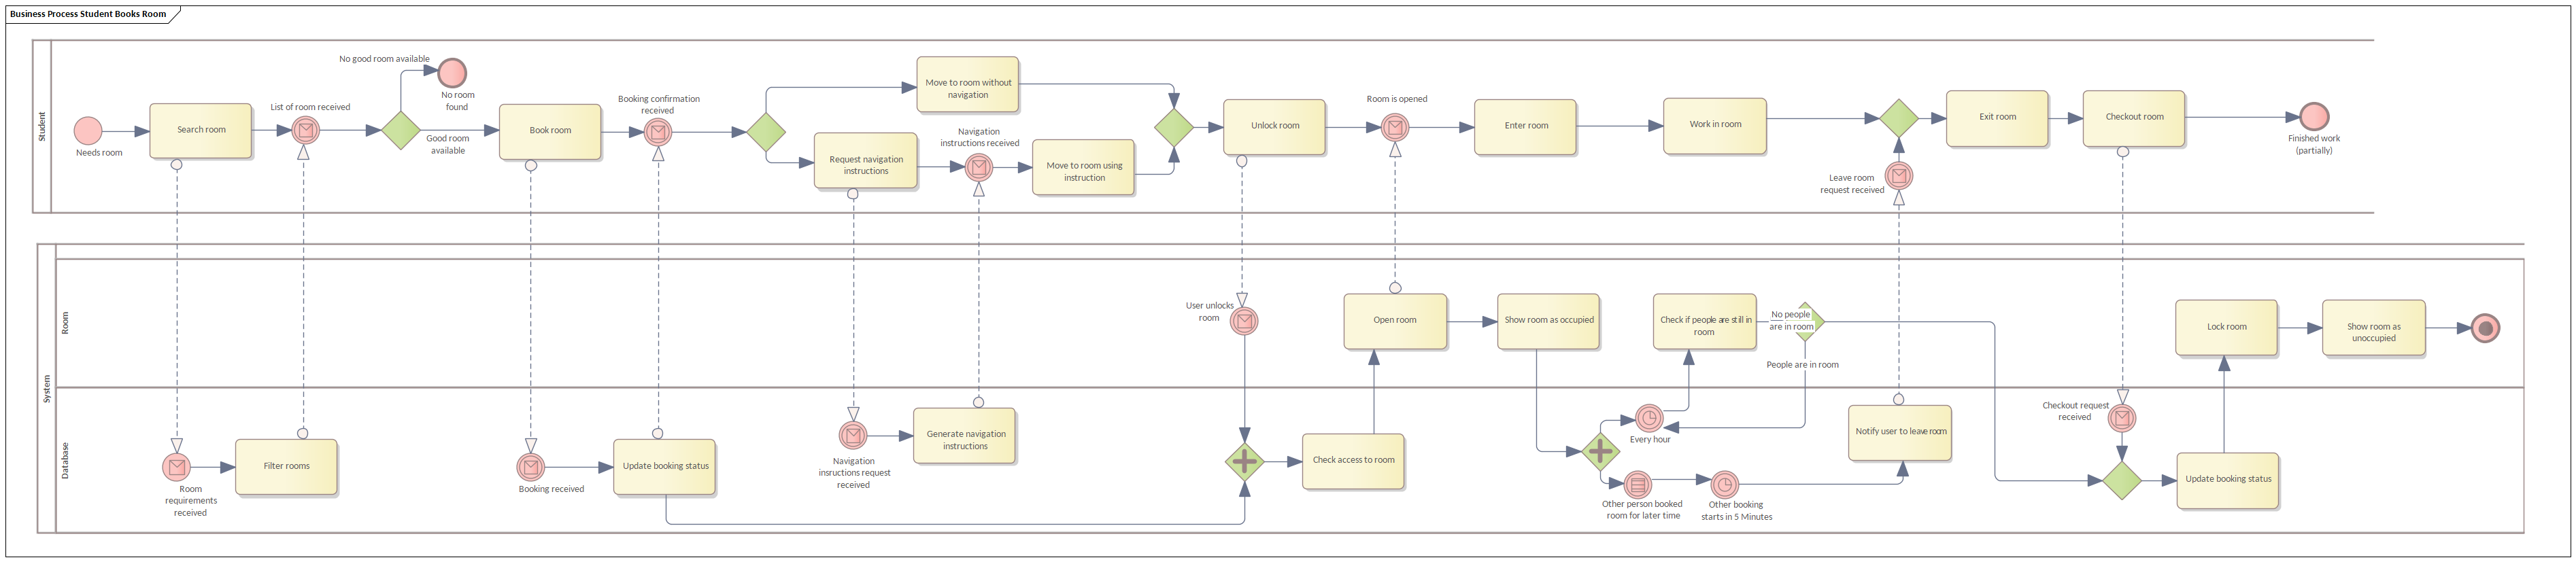 Business Process Student Books Room
Student
Needs room
Search room
List of room received
No good room available
No room
found
Good room
available
Book room
Booking confirmation
received
Move to room without
navigation
Request navigation
instructions
Navigation
instructions received
Move to room using
instruction
Unlock room
Room is opened
Enter room
Work in room
Leave room
request received
Exit room
Checkout room
Finished work
(partially)
System
Room
User unlocks
room
Open room
Show room as occupied
Check if people are still in
room
No people
are in room
People are in room
Lock room
Show room as
unoccupied
Database
Room
requirements
received
Filter rooms
Booking received
Update booking status
Navigation
insructions request
received
Generate navigation
instructions
Check access to room
Every hour
Other person booked
room for later time
Other booking
starts in 5 Minutes
Notify user to leave room
Checkout request
received
Update booking status